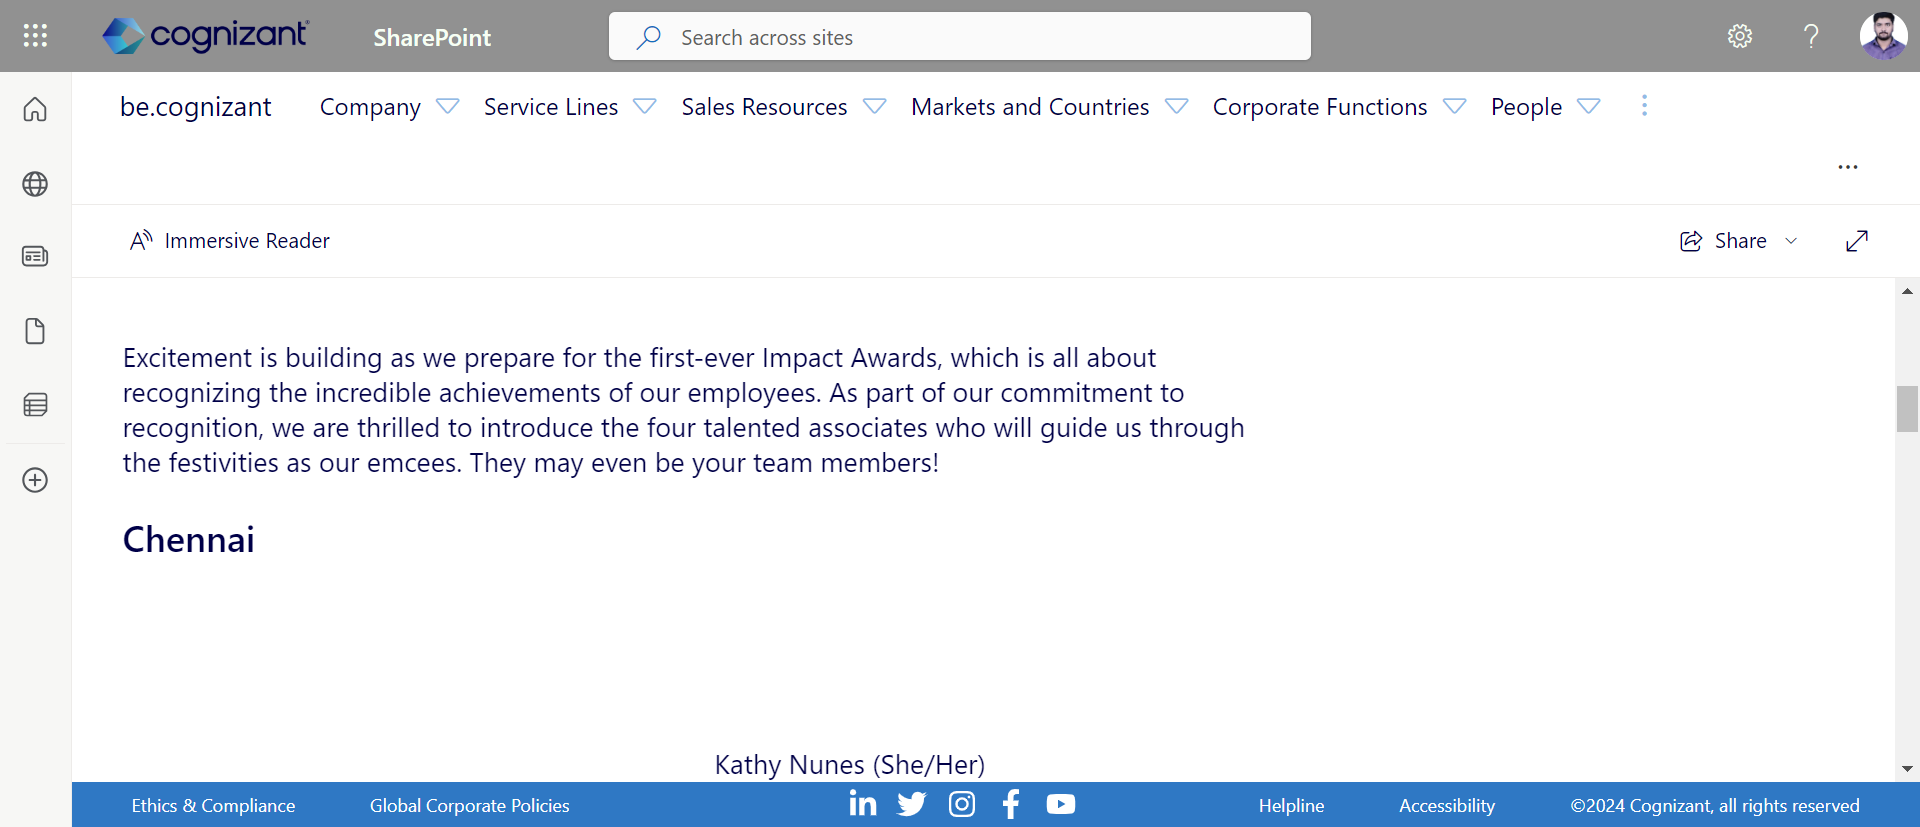 cognizant
SharePoint
Search across sites
be.cognizant
Company
Service Lines
Sales Resources
Markets and Countries
Corporate Functions
People
Immersive Reader
Share
Excitement is building as we prepare for the first-ever Impact Awards, which is all about
recognizing the incredible achievements of our employees. As part of our commitment to
recognition, we are thrilled to introduce the four talented associates who will guide us through
the festivities as our emcees. They may even be your team members!
Chennai
Kathy Nunes (She/Her)
Ethics & Compliance
Global Corporate Policies
Helpline
Accessibility
©2024 Cognizant, all rights reserved